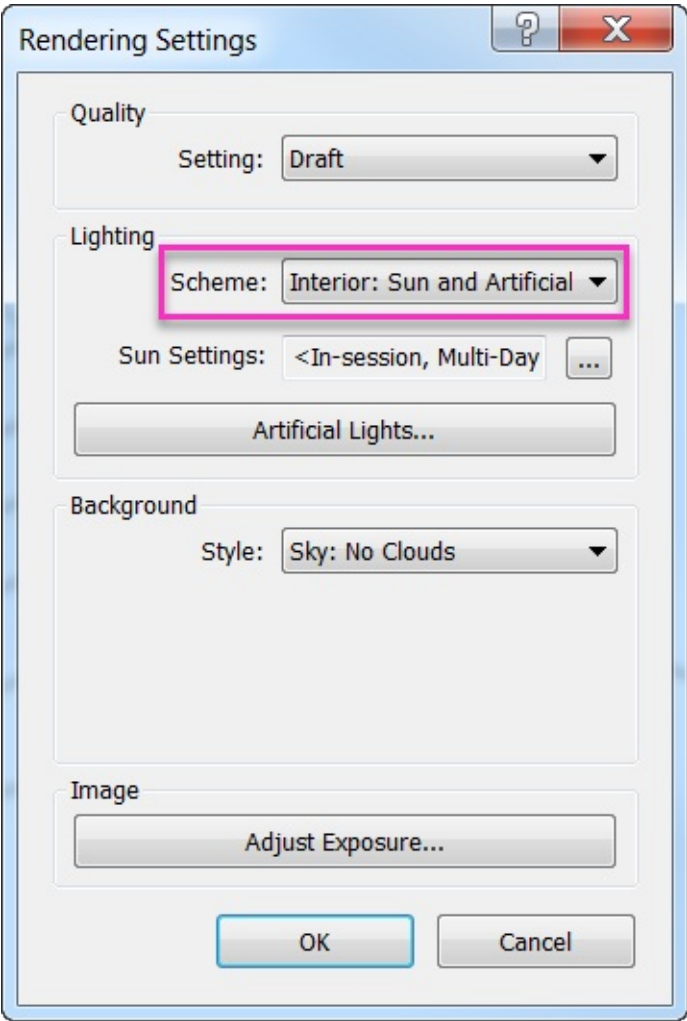 Rendering Settings
Quality
Setting: Draft
Lighting
Scheme: Interior: Sun and Artificial
Sun Settings: <In-session, Multi-Day ...
Artificial Lights...
Background
Style: Sky: No Clouds
Image
Adjust Exposure...
OK Cancel